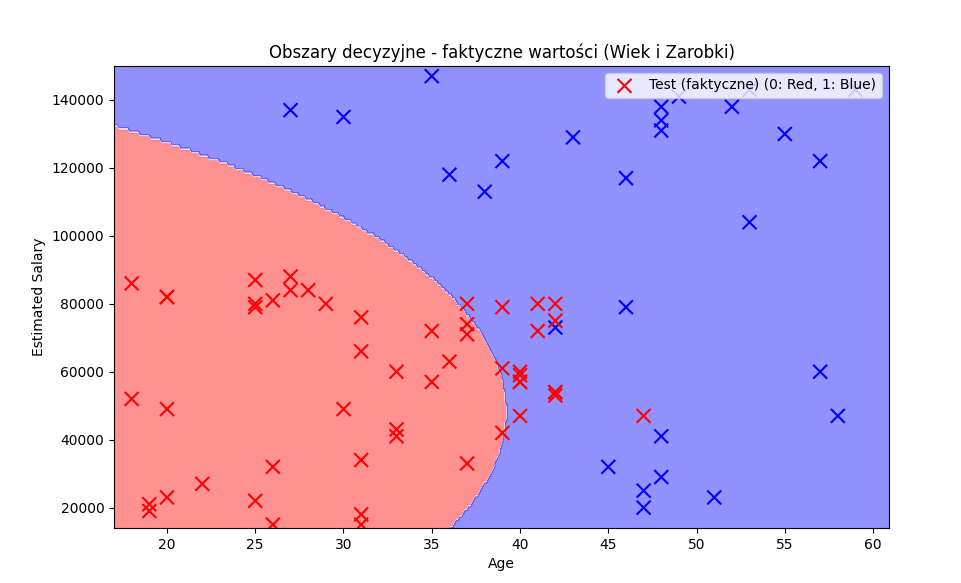 Obszary decyzyjne - faktyczne wartości (Wiek i Zarobki)
Test (faktyczne) (0: Red, 1: Blue)
Estimated Salary
140000
120000
100000
80000
60000
40000
20000
20 25 30 35 40 45 50 55 60
Age